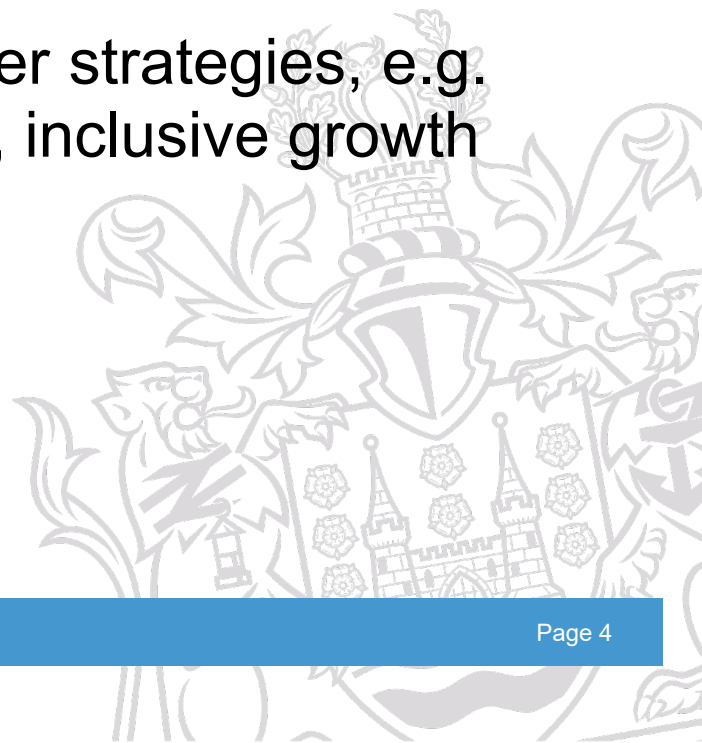 er strategies, e.g.
, inclusive growth
Page 4